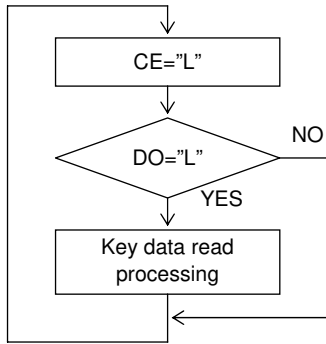 CE=”L”
DO=”L”
NO
YES
Key data read
processing